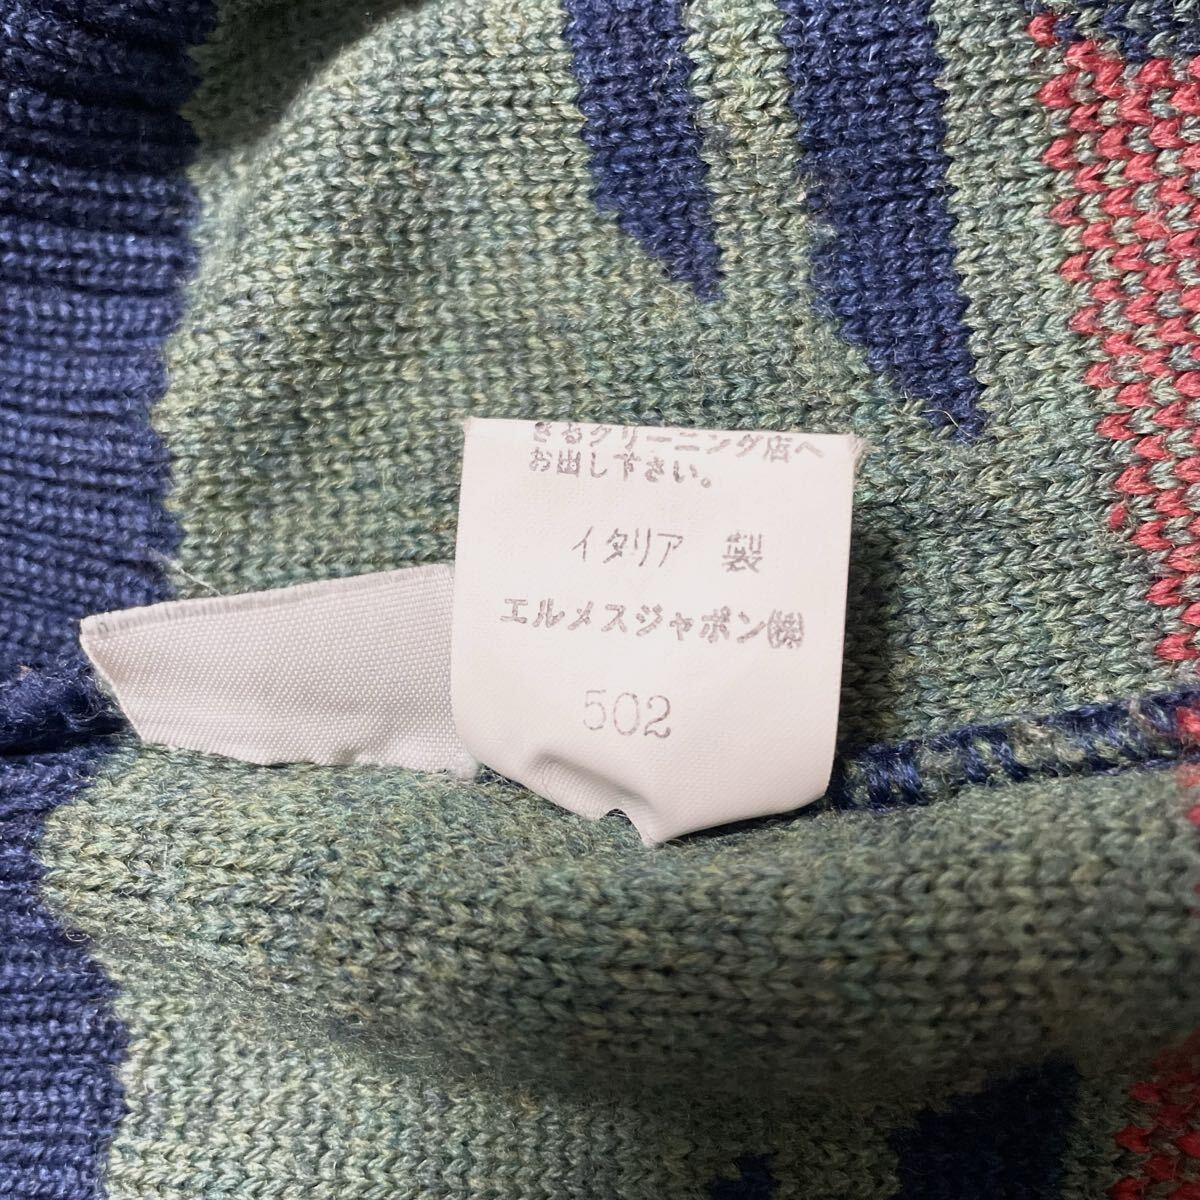 きるクリーニング店へ
お出し下さい。
イタリア 製
エルメスジャポン㈱
502